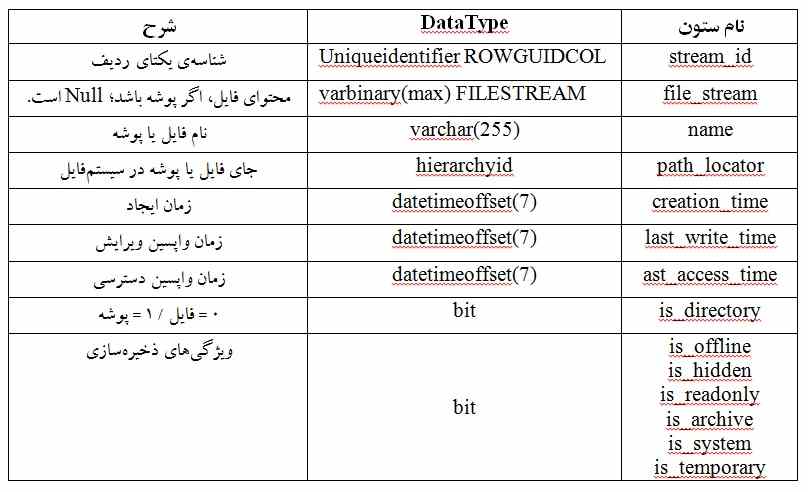 نام ستون DataType شرح
stream_id Uniqueidentifier ROWGUIDCOL شناسه‌ی یکتای ردیف
file_stream varbinary(max) FILESTREAM محتوای فایل، اگر پوشه باشد؛ Null است.
name varchar(255) نام فایل یا پوشه
path_locator hierarchyid جای فایل یا پوشه در سیستم‌فایل
creation_time datetimeoffset(7) زمان ایجاد
last_write_time datetimeoffset(7) زمان واپسین ویرایش
ast_access_time datetimeoffset(7) زمان واپسین دسترسی
is_directory bit ۰ = فایل / ۱ = پوشه
is_offline
is_hidden
is_readonly
is_archive
is_system
is_temporary
bit
ویژگی‌های ذخیره‌سازی